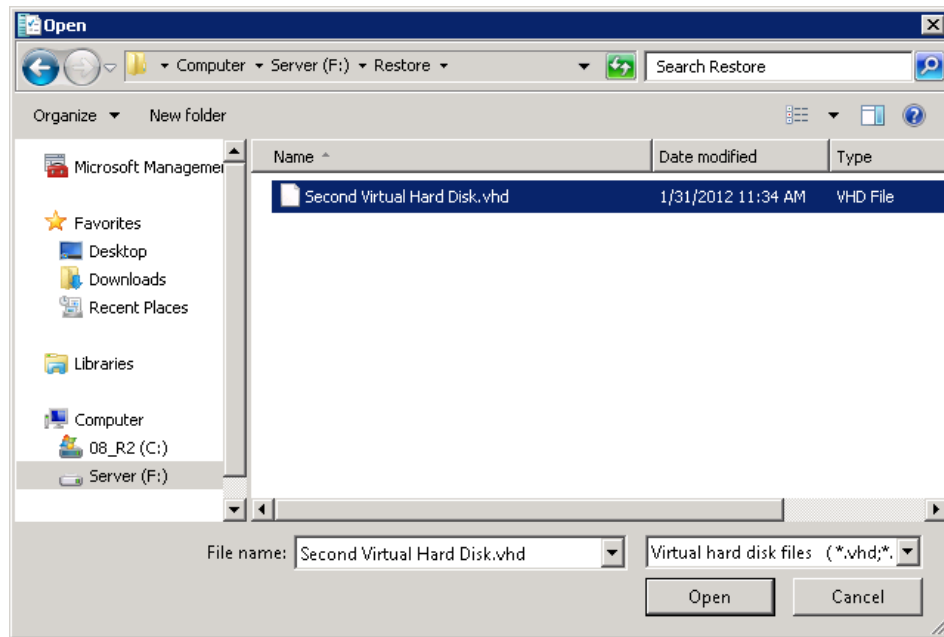 Open
Computer Server (F:) Restore
Search Restore
Organize New folder
Name Date modified Type
Microsoft Managemei
Second Virtual Hard Disk.vhd 1/31/2012 11:34 AM VHD File
Favorites
Desktop
Downloads
Recent Places
Libraries
Computer
08_R2 (C:)
Server (F:)
File name: Second Virtual Hard Disk.vhd Virtual hard disk files (*.vhd;*.
Open Cancel